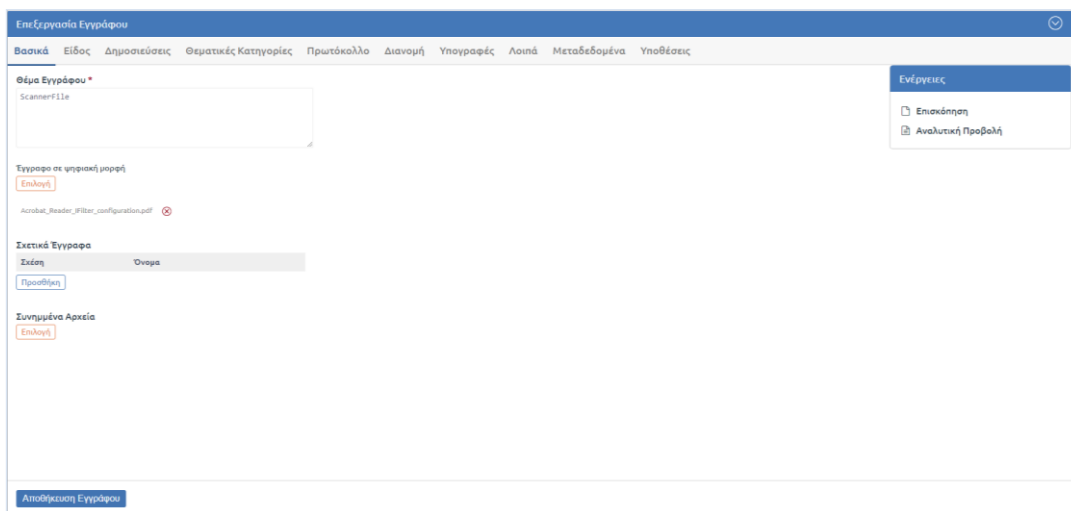 Επεξεργασία Εγγράφου
Βασικά Είδος Δημοσιεύσεις Θεματικές Κατηγορίες Πρωτόκολλο Διανομή Υπογραφές Λοιπά Μεταδεδομένα Υποθέσεις
Θέμα Εγγράφου *
ScannerFile
Ενέργειες
Επισκόπηση
Αναλυτική Προβολή
Έγγραφο σε ψηφιακή μορφή
Επιλογή
Acrobat_Reader_IFilter_configuration.pdf
Σχετικά Έγγραφα
Σχέση Όνομα
Προσθήκη
Συνημμένα Αρχεία
Επιλογή
Αποθήκευση Εγγράφου